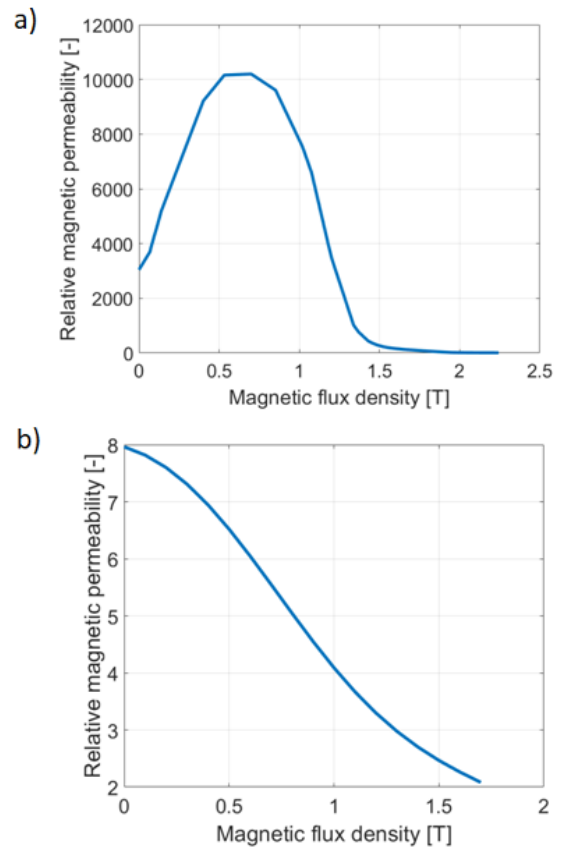 a)
12000
10000
8000
6000
4000
2000
0
Relative magnetic permeability [-]
0 0.5 1 1.5 2 2.5
Magnetic flux density [T]
b)
8
7
6
5
4
3
2
Relative magnetic permeability [-]
0 0.5 1 1.5 2
Magnetic flux density [T]